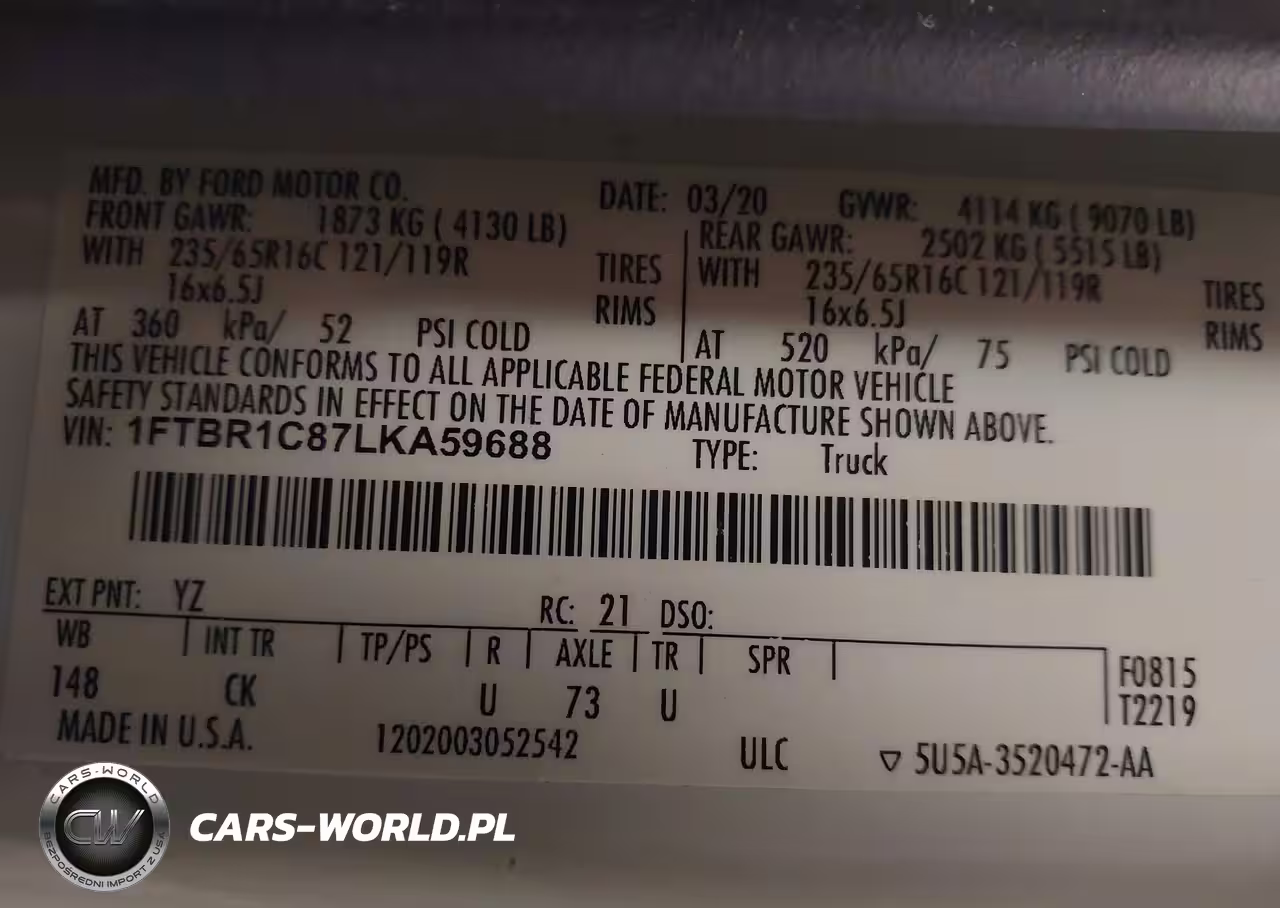 MFD. BY FORD MOTOR CO. DATE: 03/20 GVWR: 4114 KG ( 9070 LB)
FRONT GAWR: 1873 KG ( 4130 LB) REAR GAWR: 2502 KG ( 5515 LB)
WITH 235/65R16C 121/119R TIRES WITH 235/65R16C 121/119R TIRES
16x6.5J RIMS 16x6.5J RIMS
AT 360 kPa/ 52 PSI COLD AT 520 kPa/ 75 PSI COLD
THIS VEHICLE CONFORMS TO ALL APPLICABLE FEDERAL MOTOR VEHICLE
SAFETY STANDARDS IN EFFECT ON THE DATE OF MANUFACTURE SHOWN ABOVE.
VIN: 1FTBR1C87LKA59688 TYPE: Truck
EXT PNT: YZ RC: 21 DSO:
WB INT TR TP/PS R AXLE TR SPR F0815
148 CK U 73 U T2219
MADE IN U.S.A. 1202003052542 ULC ▽ 5U5A-3520472-AA
CARS-WORLD
CW
BEZPOŚREDNI IMPORT Z USA
CARS-WORLD.PL